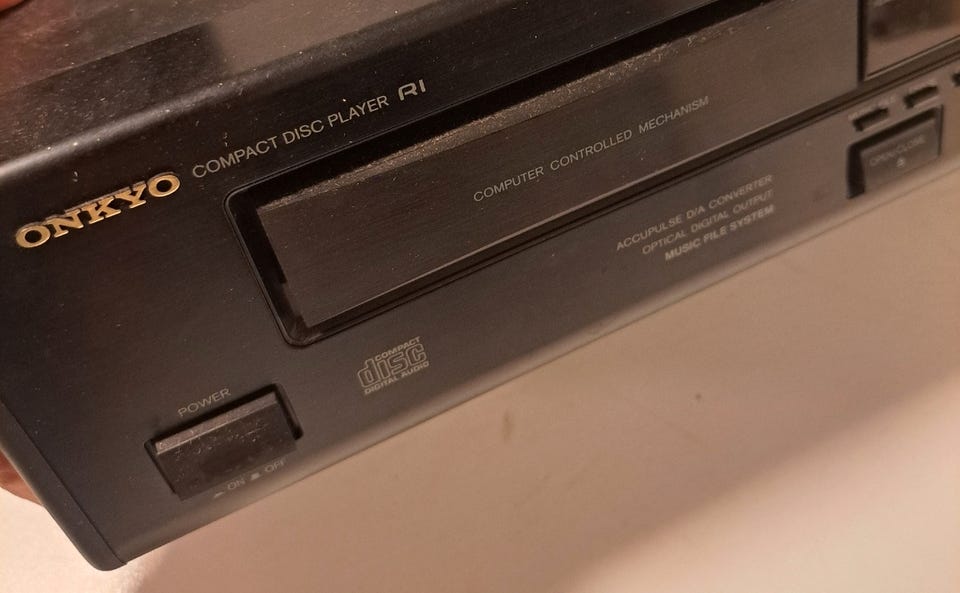 ONKYO
COMPACT DISC PLAYER RI
COMPUTER CONTROLLED MECHANISM
OPEN/CLOSE
ACCUPULSE D/A CONVERTER
OPTICAL DIGITAL OUTPUT
MUSIC FILE SYSTEM
COMPACT
disc
DIGITAL AUDIO
POWER
ON OFF